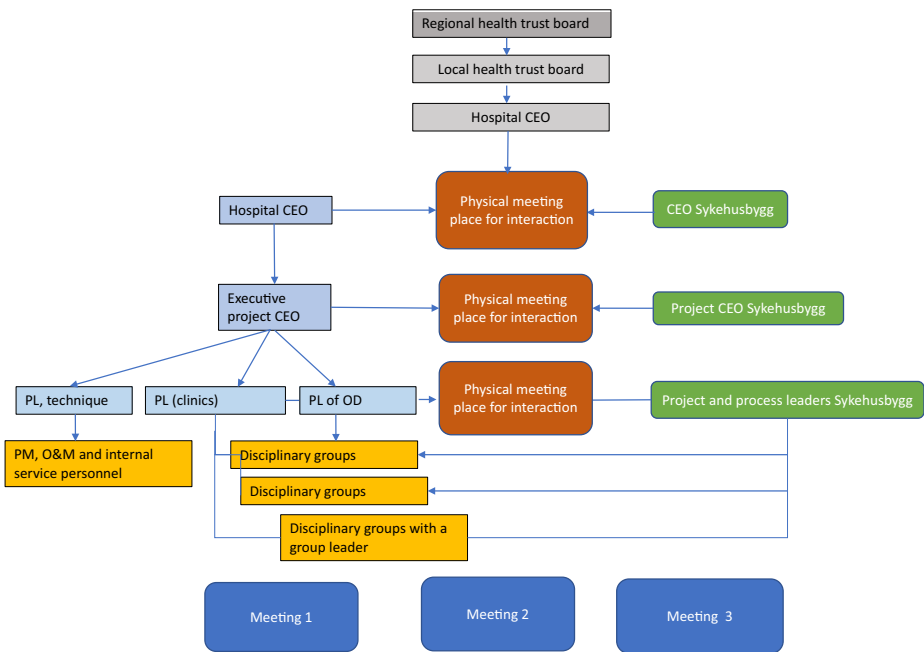 Regional health trust board
Local health trust board
Hospital CEO
Physical meeting
place for interaction
Hospital CEO
CEO Sykehusbygg
Executive
project CEO
Physical meeting
place for interaction
Project CEO Sykehusbygg
PL, technique
PL (clinics)
PL of OD
Physical meeting
place for interaction
Project and process leaders Sykehusbygg
PM, O&M and internal
service personnel
Disciplinary groups
Disciplinary groups
Disciplinary groups with a
group leader
Meeting 1
Meeting 2
Meeting 3